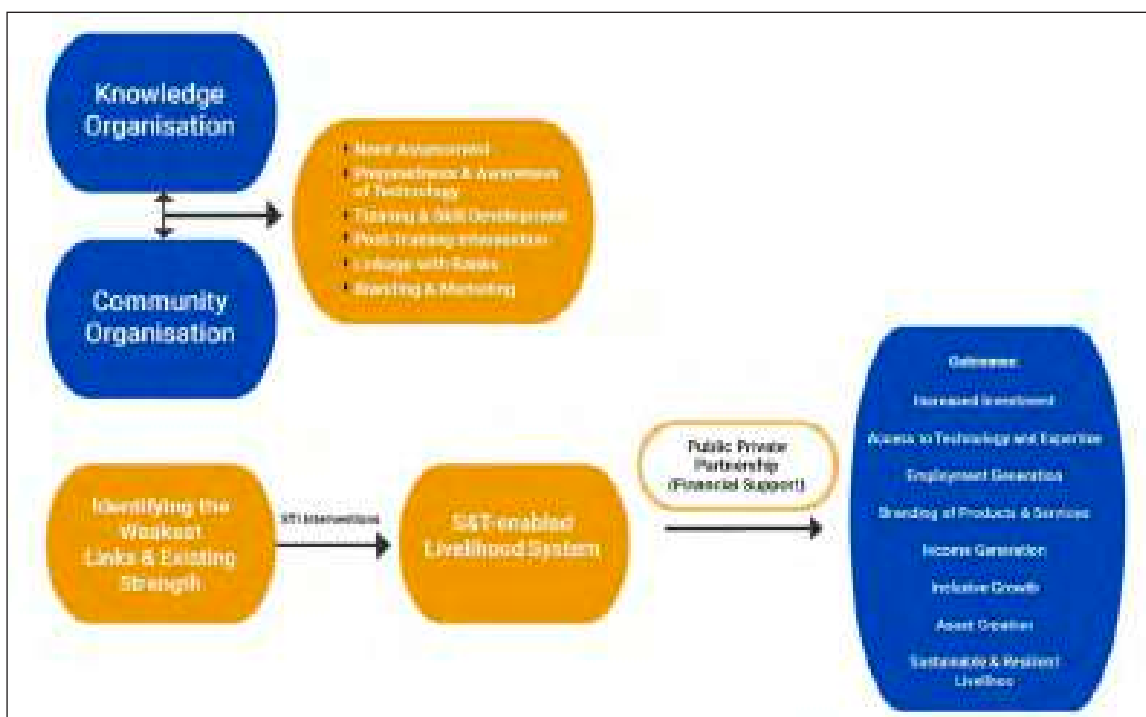 Knowledge
Organisation
Need Assessment
Preparedness & Awareness
of Technology
Training & Skill Development
Post-training Intervention
Linkage with Banks
Branding & Marketing
Community
Organisation
Identifying the
Weakest
Links & Existing
Strength
STI Interventions
S&T-enabled
Livelihood System
Public Private
Partnership
(Financial Support)
Outcomes
Increased Investment
Access to Technology and Expertise
Employment Generation
Branding of Products & Services
Income Generation
Inclusive Growth
Asset Creation
Sustainable & Resilient